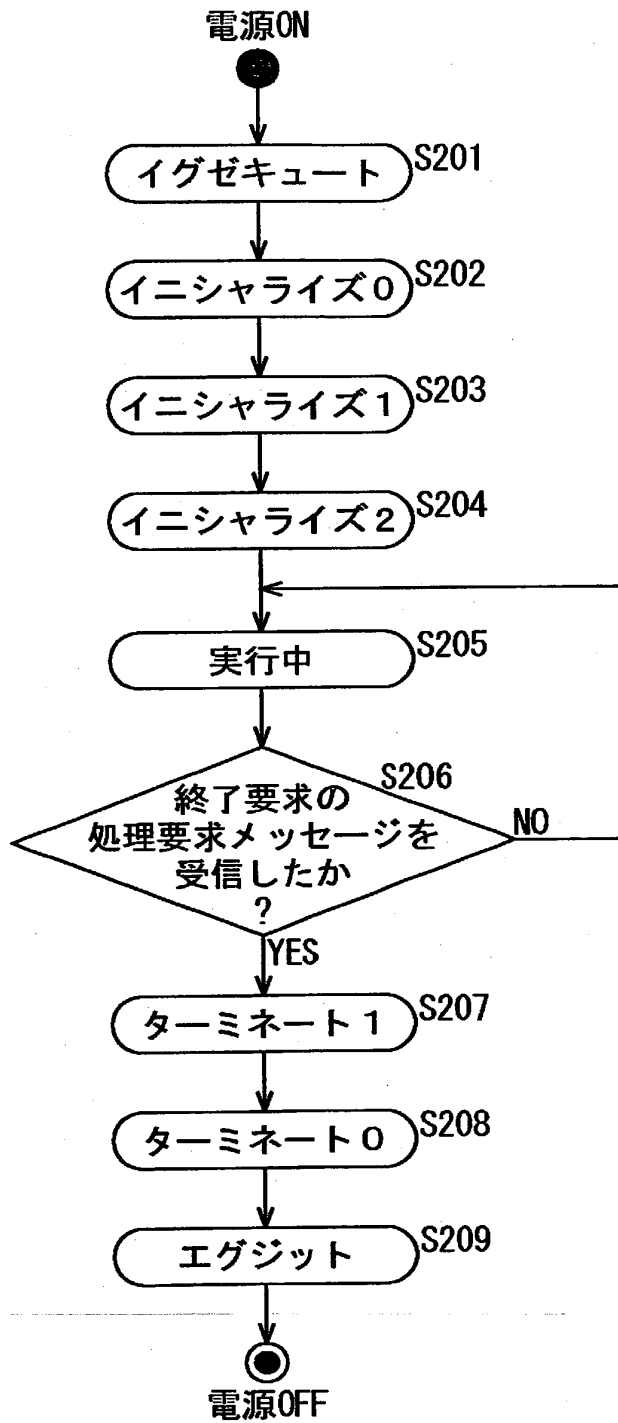 電源ON
イグゼキュート
S201
イニシャライズ0
S202
イニシャライズ1
S203
イニシャライズ2
S204
実行中
S205
S206
終了要求の
処理要求メッセージを
受信したか
?
NO
YES
ターミネート1
S207
ターミネート0
S208
エグジット
S209
電源OFF